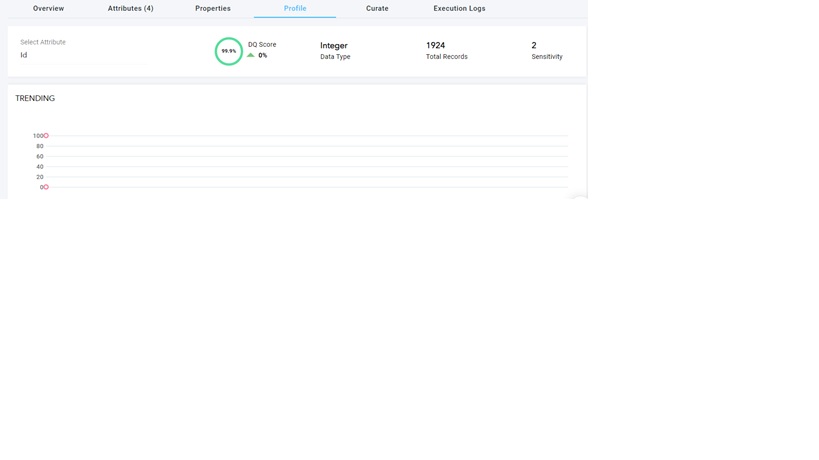 Overview Attributes (4) Properties Profile Curate Execution Logs
Select Attribute
Id
99.9%
DQ Score
0%
Integer
Data Type
1924
Total Records
2
Sensitivity
TRENDING
100
80
60
40
20
0